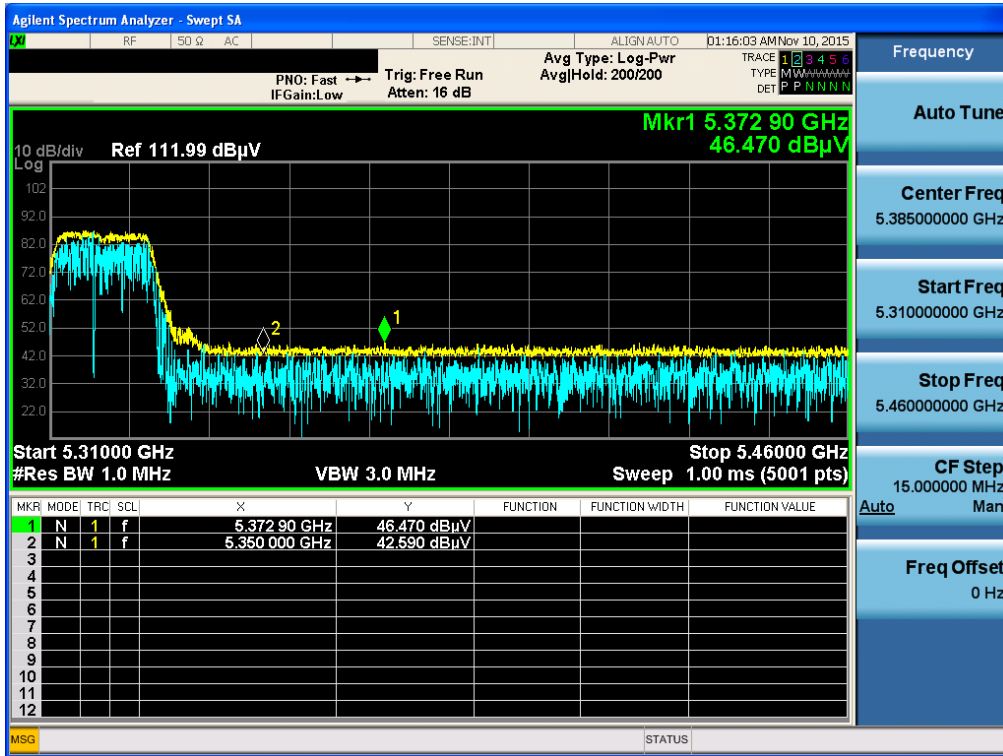 Agilent Spectrum Analyzer - Swept SA
LXI RF 50 Ω AC SENSE:INT ALIGN AUTO 01:16:03 AM Nov 10, 2015
Frequency
PNO: Fast Trig: Free Run Avg Type: Log-Pwr TRACE 1 2 3 4 5 6
IFGain:Low Atten: 16 dB Avg|Hold: 200/200 TYPE M W W W W W
DET P P N N N N
Auto Tune
Mkr1 5.372 90 GHz
46.470 dBµV
10 dB/div Ref 111.99 dBµV
Log
102
92.0
82.0
72.0
62.0
52.0
42.0
32.0
22.0
2
1
Start 5.31000 GHz Stop 5.46000 GHz
#Res BW 1.0 MHz VBW 3.0 MHz Sweep 1.00 ms (5001 pts)
Center Freq
5.385000000 GHz
Start Freq
5.310000000 GHz
Stop Freq
5.460000000 GHz
CF Step
15.000000 MHz
Auto Man
Freq Offset
0 Hz
MKR MODE TRC SCL X Y FUNCTION FUNCTION WIDTH FUNCTION VALUE
1 N 1 f 5.372 90 GHz 46.470 dBµV
2 N 1 f 5.350 000 GHz 42.590 dBµV
3
4
5
6
7
8
9
10
11
12
MSG STATUS